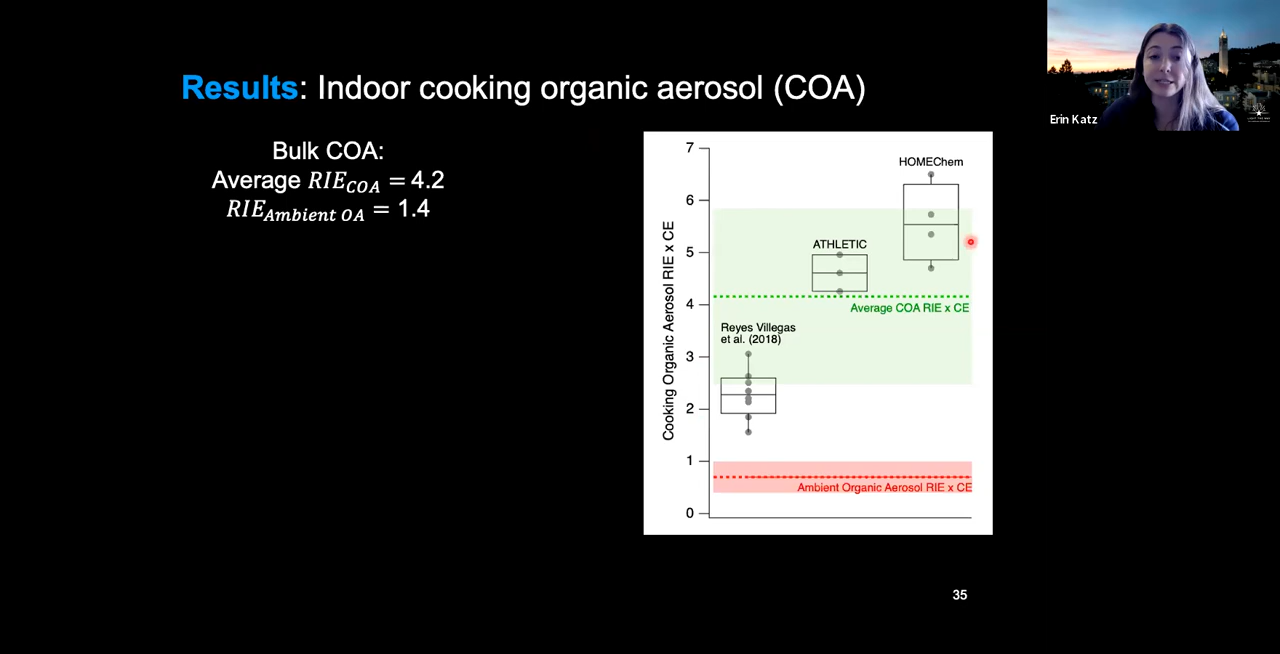 Results: Indoor cooking organic aerosol (COA)
Erin Katz
Bulk COA:
Average RIE_COA = 4.2
RIE_Ambient OA = 1.4
Cooking Organic Aerosol RIE x CE
7
6
5
4
3
2
1
0
HOMEChem
ATHLETIC
Average COA RIE x CE
Reyes Villegas
et al. (2018)
Ambient Organic Aerosol RIE x CE
35